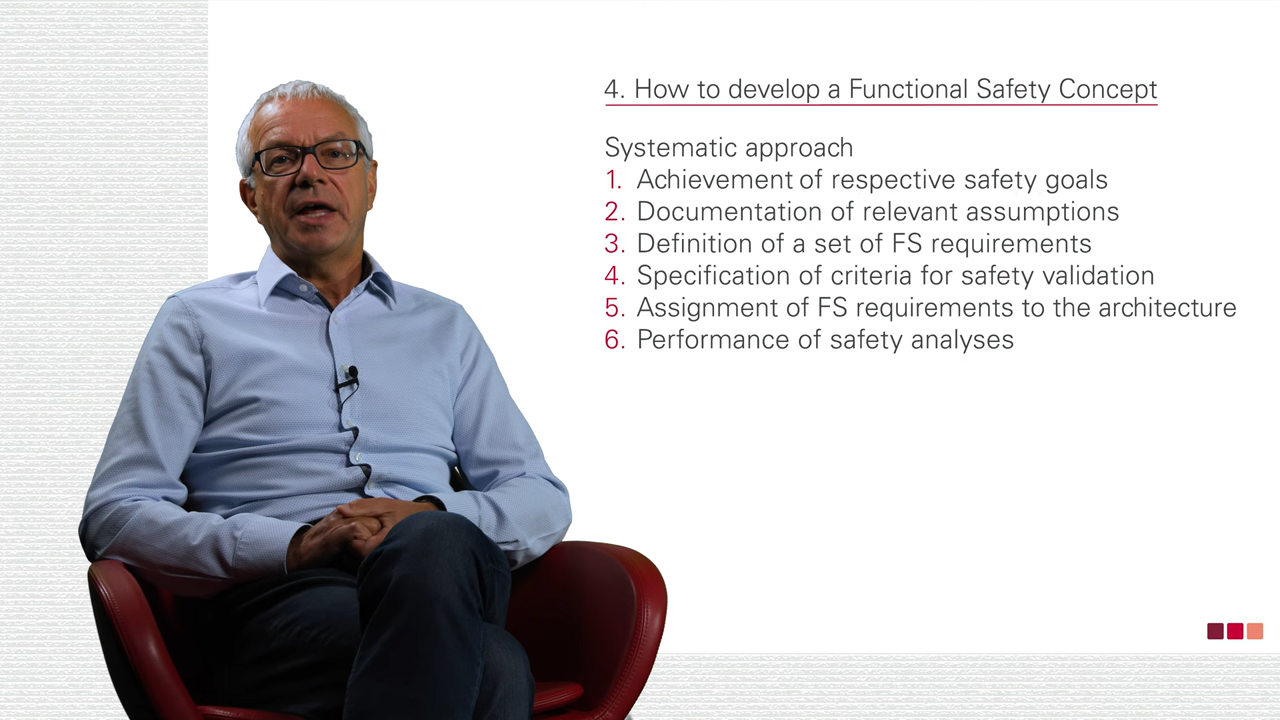 4. How to develop a Functional Safety Concept
Systematic approach
1. Achievement of respective safety goals
2. Documentation of relevant assumptions
3. Definition of a set of FS requirements
4. Specification of criteria for safety validation
5. Assignment of FS requirements to the architecture
6. Performance of safety analyses